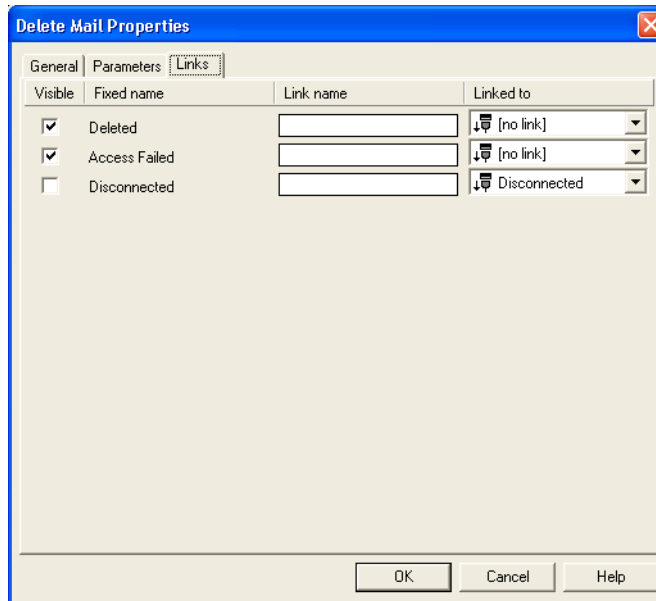 Delete Mail Properties
General Parameters Links
Visible Fixed name Link name Linked to
Deleted [no link]
Access Failed [no link]
Disconnected Disconnected
OK Cancel Help